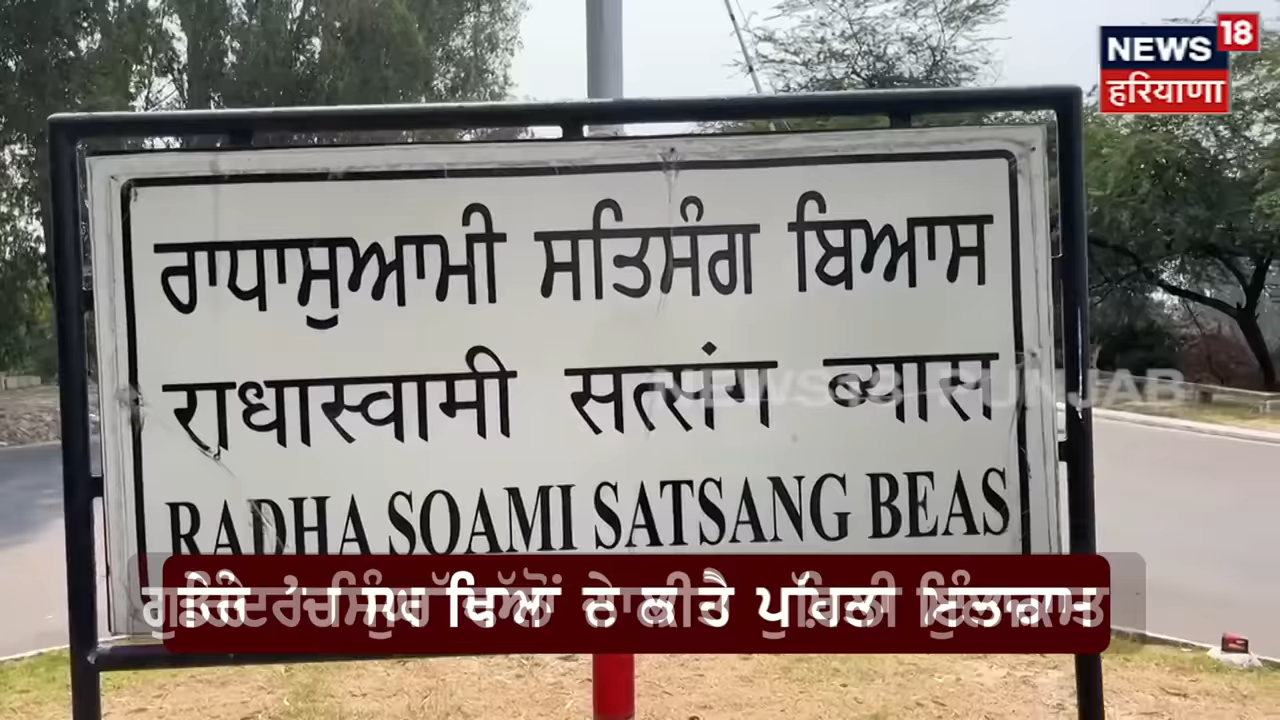 NEWS 18
हरियाणा
ਰਾਧਾਸੁਆਮੀ ਸਤਿਸੰਗ ਬਿਆਸ
राधास्वामी सत्संग ब्यास
RADHA SOAMI SATSANG BEAS